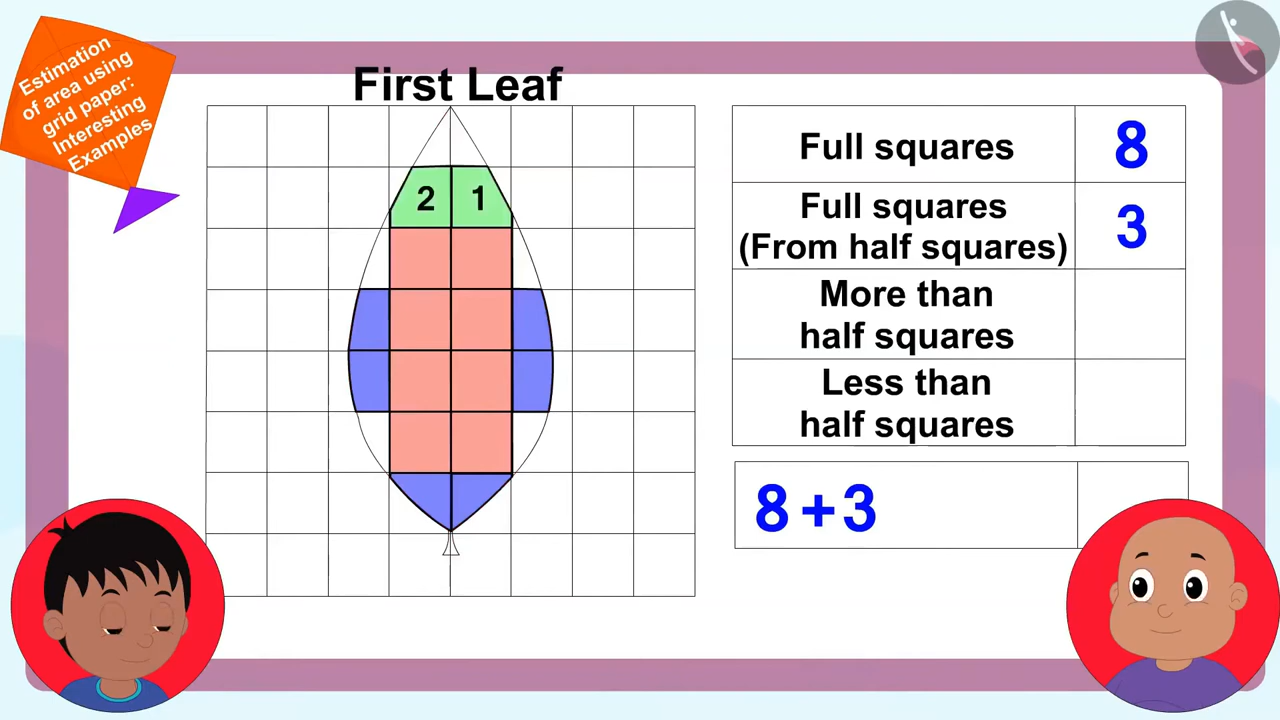 Estimation
of area using
grid paper:
Interesting
Examples
First Leaf
2 1
Full squares 8
Full squares
(From half squares) 3
More than
half squares
Less than
half squares
8+3